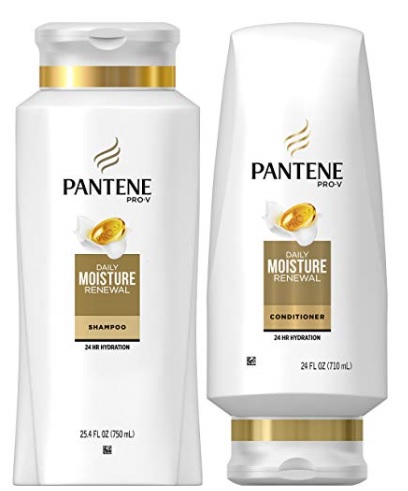 PANTENE
PRO-V
DAILY
MOISTURE
RENEWAL
SHAMPOO
24 HR HYDRATION
25.4 FL OZ (750 mL)
PANTENE
PRO-V
DAILY
MOISTURE
RENEWAL
CONDITIONER
24 HR HYDRATION
24 FL OZ (710 mL)